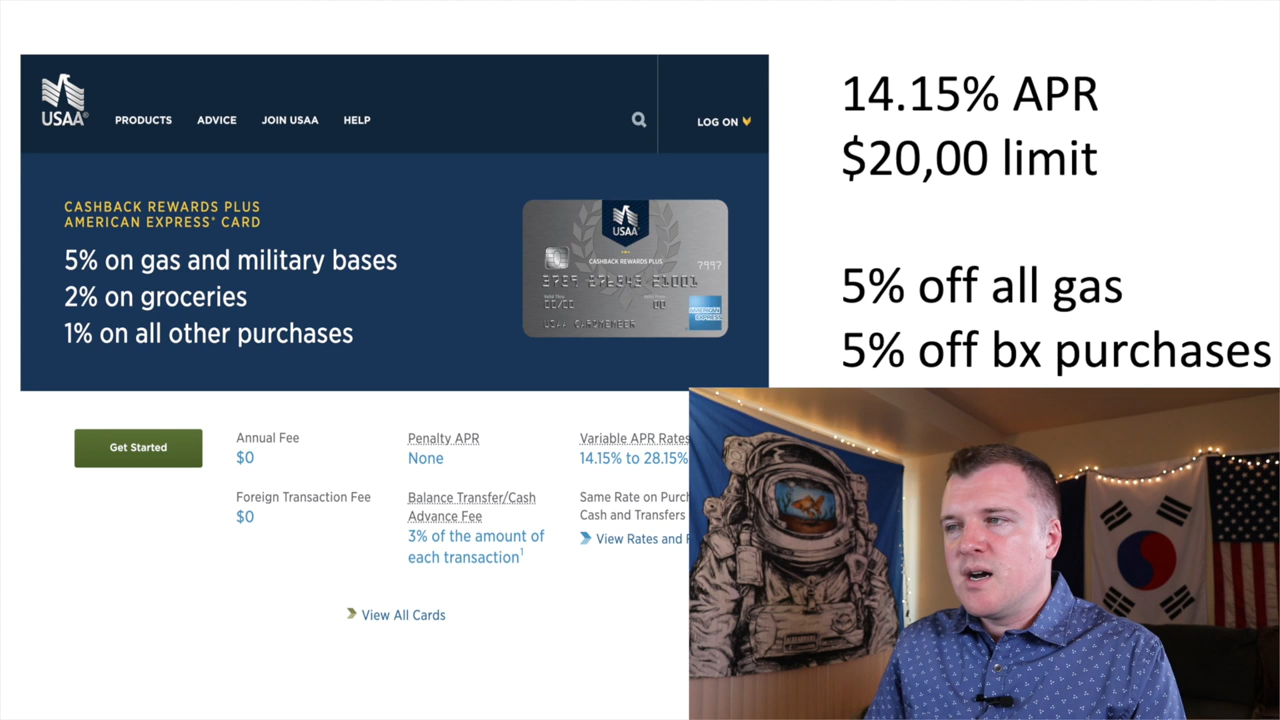 USAA®
PRODUCTS
ADVICE
JOIN USAA
HELP
LOG ON
CASHBACK REWARDS PLUS
AMERICAN EXPRESS® CARD
5% on gas and military bases
2% on groceries
1% on all other purchases
USAA
CASHBACK REWARDS PLUS
7997
USAA CARDMEMBER
AMERICAN
EXPRESS
14.15% APR
$20,00 limit
5% off all gas
5% off bx purchases
Get Started
Annual Fee
$0
Foreign Transaction Fee
$0
Penalty APR
None
Balance Transfer/Cash
Advance Fee
3% of the amount of
each transaction¹
Variable APR Rates
14.15% to 28.15%
Same Rate on
Cash and Transfers
View Rates and
View All Cards